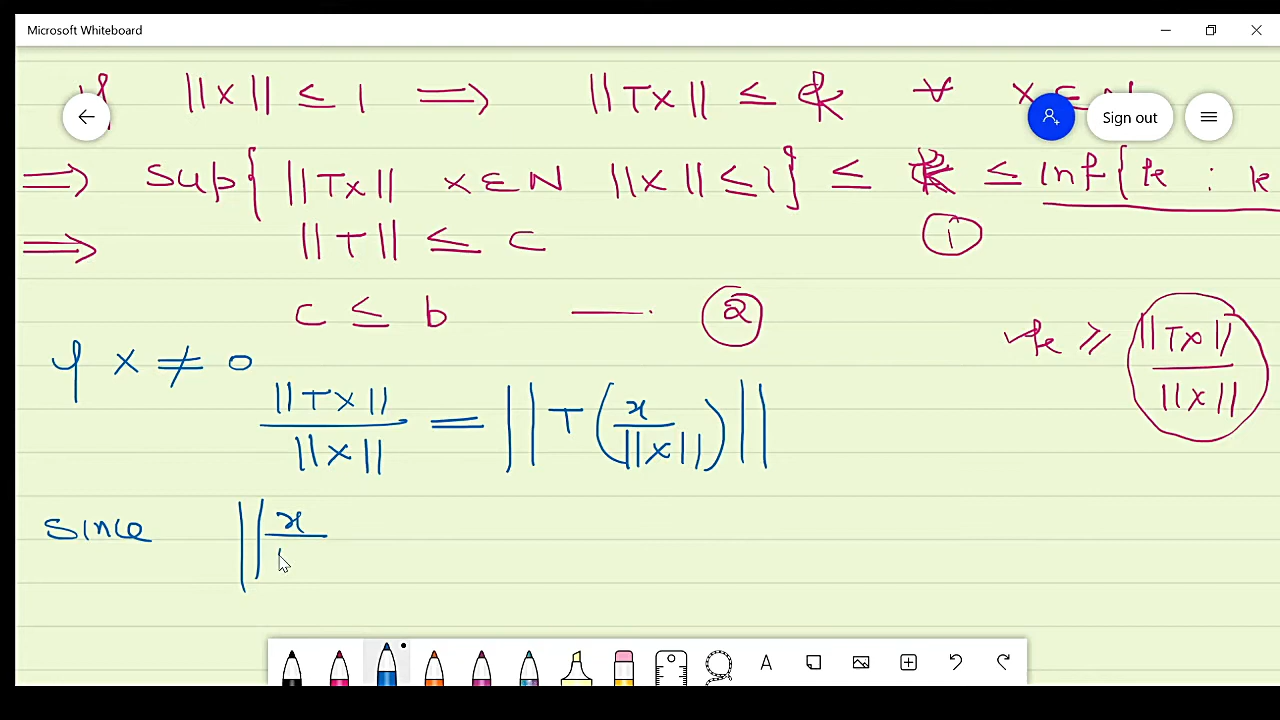 Microsoft Whiteboard
if ||x|| ≤ 1 ⟹ ||Tx|| ≤ k ∀ x ∈ N
Sign out
⟹ Sup{ ||Tx|| x∈N ||x|| ≤ 1} ≤ k ≤ Inf{ k : k
①
⟹ ||T|| ≤ c
c ≤ b —— ②
k ≥ ||Tx|| / ||x||
if x ≠ 0
||Tx|| / ||x|| = || T( x / ||x|| ) ||
Since || x
A